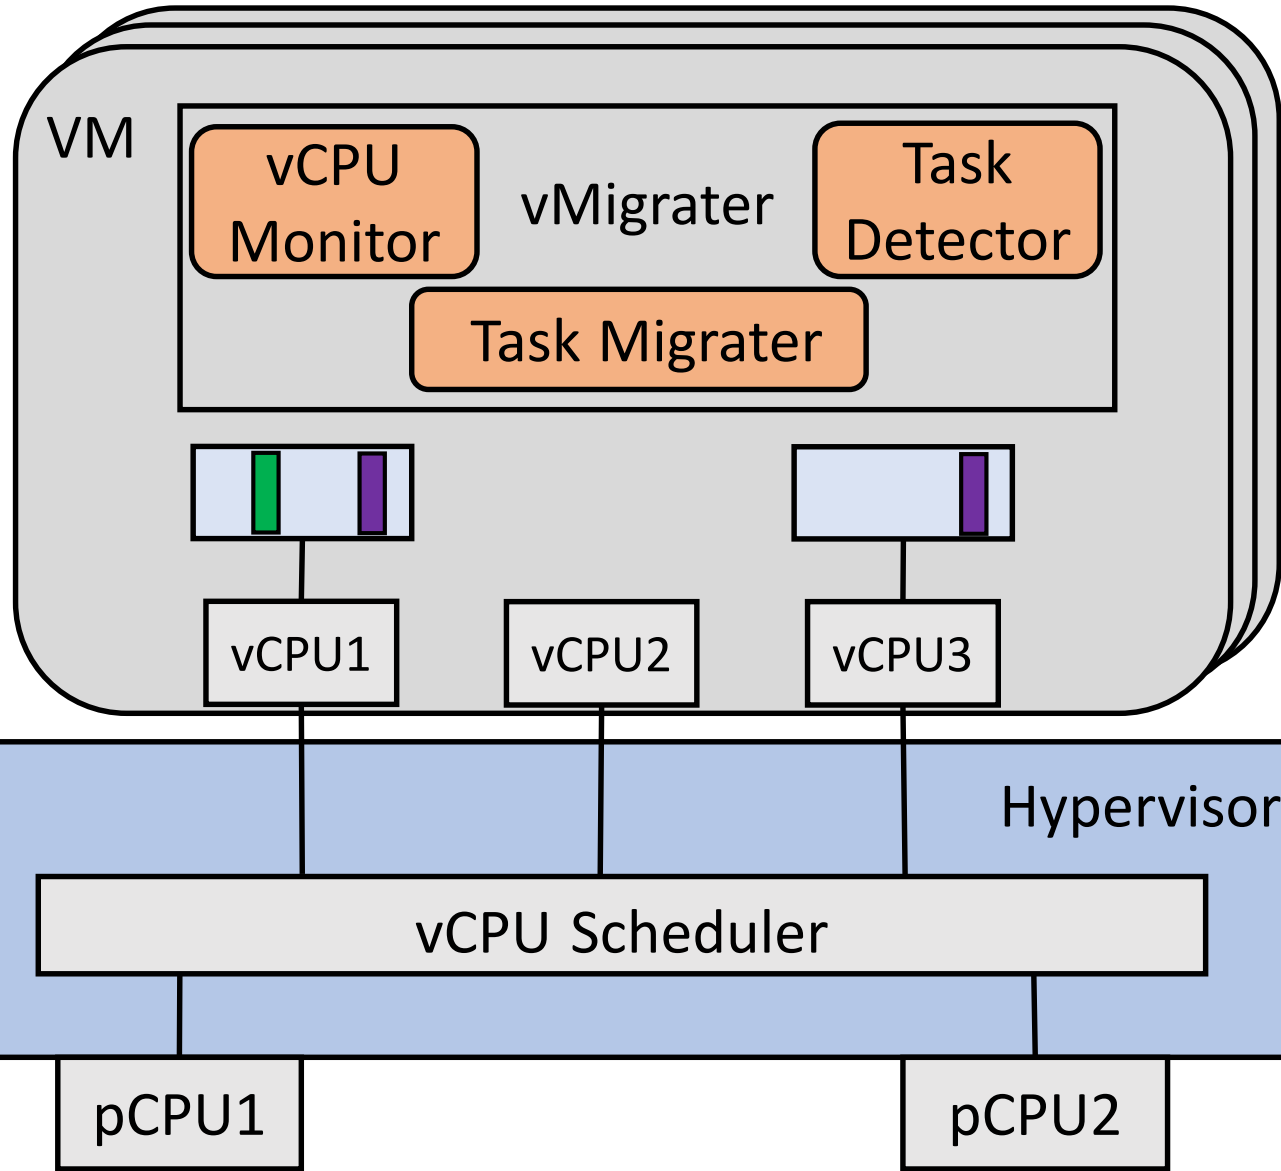 VM
vCPU
Monitor
vMigrater
Task
Detector
Task Migrater
vCPU1
vCPU2
vCPU3
Hypervisor
vCPU Scheduler
pCPU1
pCPU2